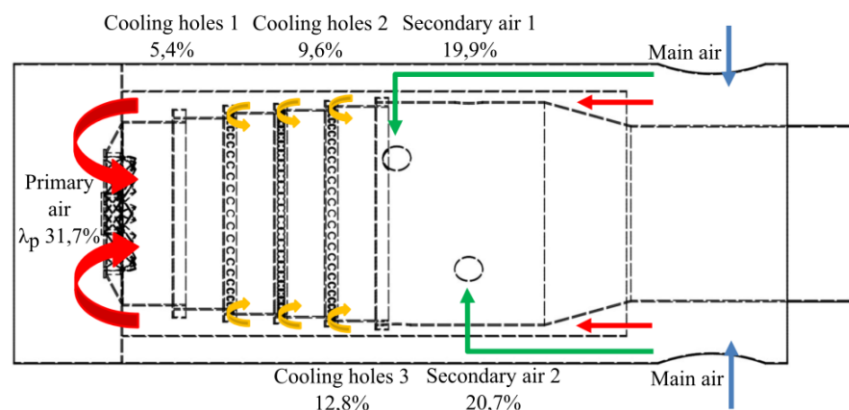 Cooling holes 1
5,4%
Cooling holes 2
9,6%
Secondary air 1
19,9%
Main air
Primary
air
λp 31,7%
Cooling holes 3
12,8%
Secondary air 2
20,7%
Main air